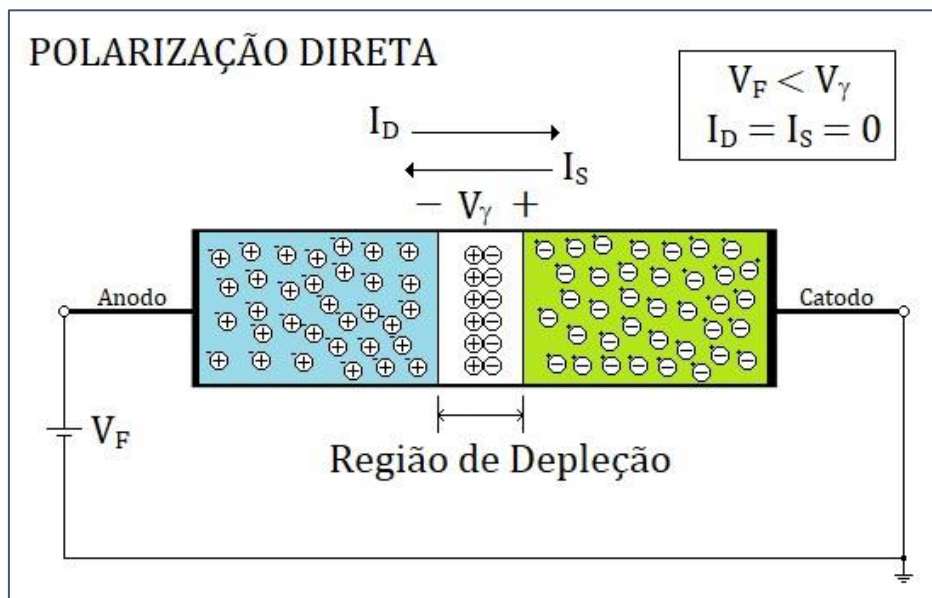 POLARIZAÇÃO DIRETA
V_F < V_γ
I_D = I_S = 0
I_D
I_S
− V_γ +
Anodo
Catodo
V_F
Região de Depleção